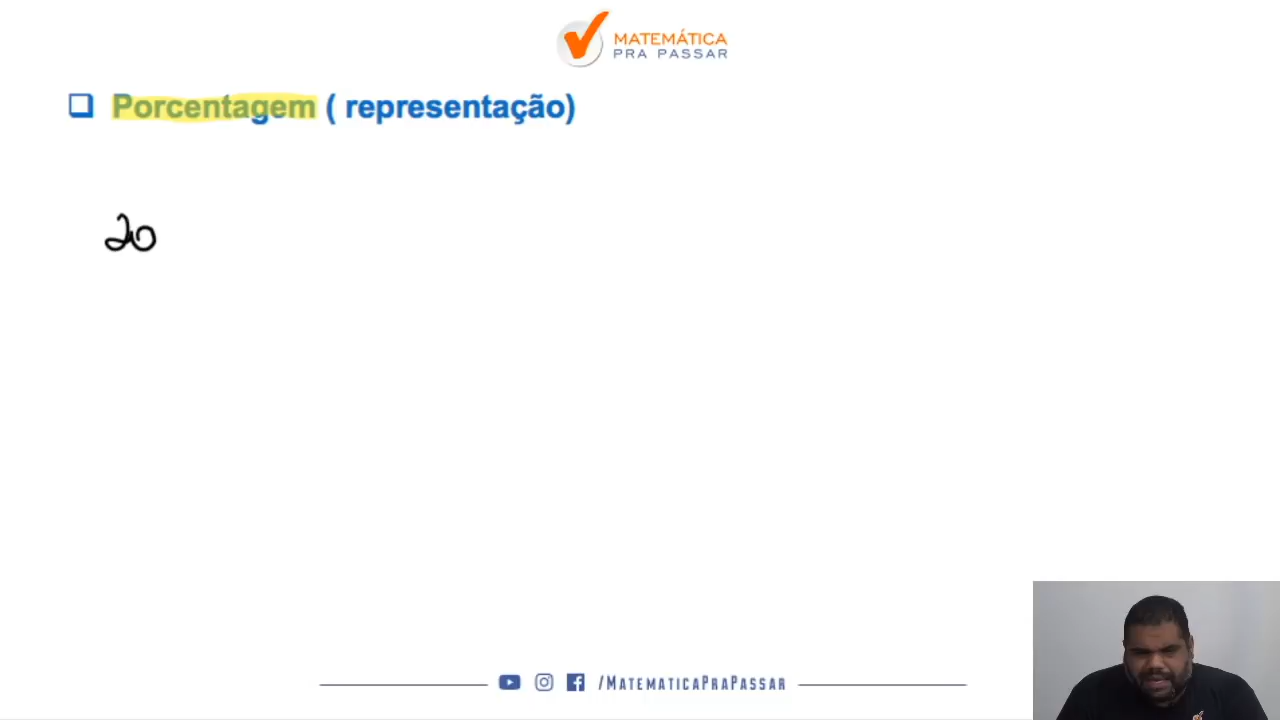 MATEMÁTICA
PRA PASSAR
❑ Porcentagem ( representação)
20
/MATEMATICAPRAPASSAR